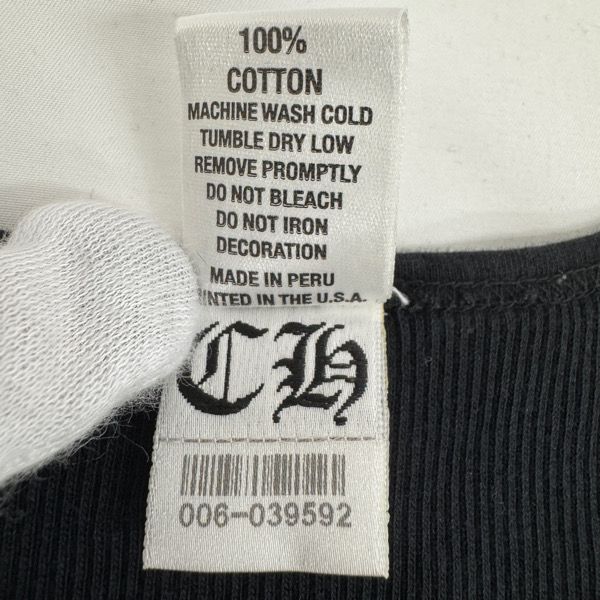 100%
COTTON
MACHINE WASH COLD
TUMBLE DRY LOW
REMOVE PROMPTLY
DO NOT BLEACH
DO NOT IRON
DECORATION
MADE IN PERU
IN THE U.S.A.
CH
006-039592